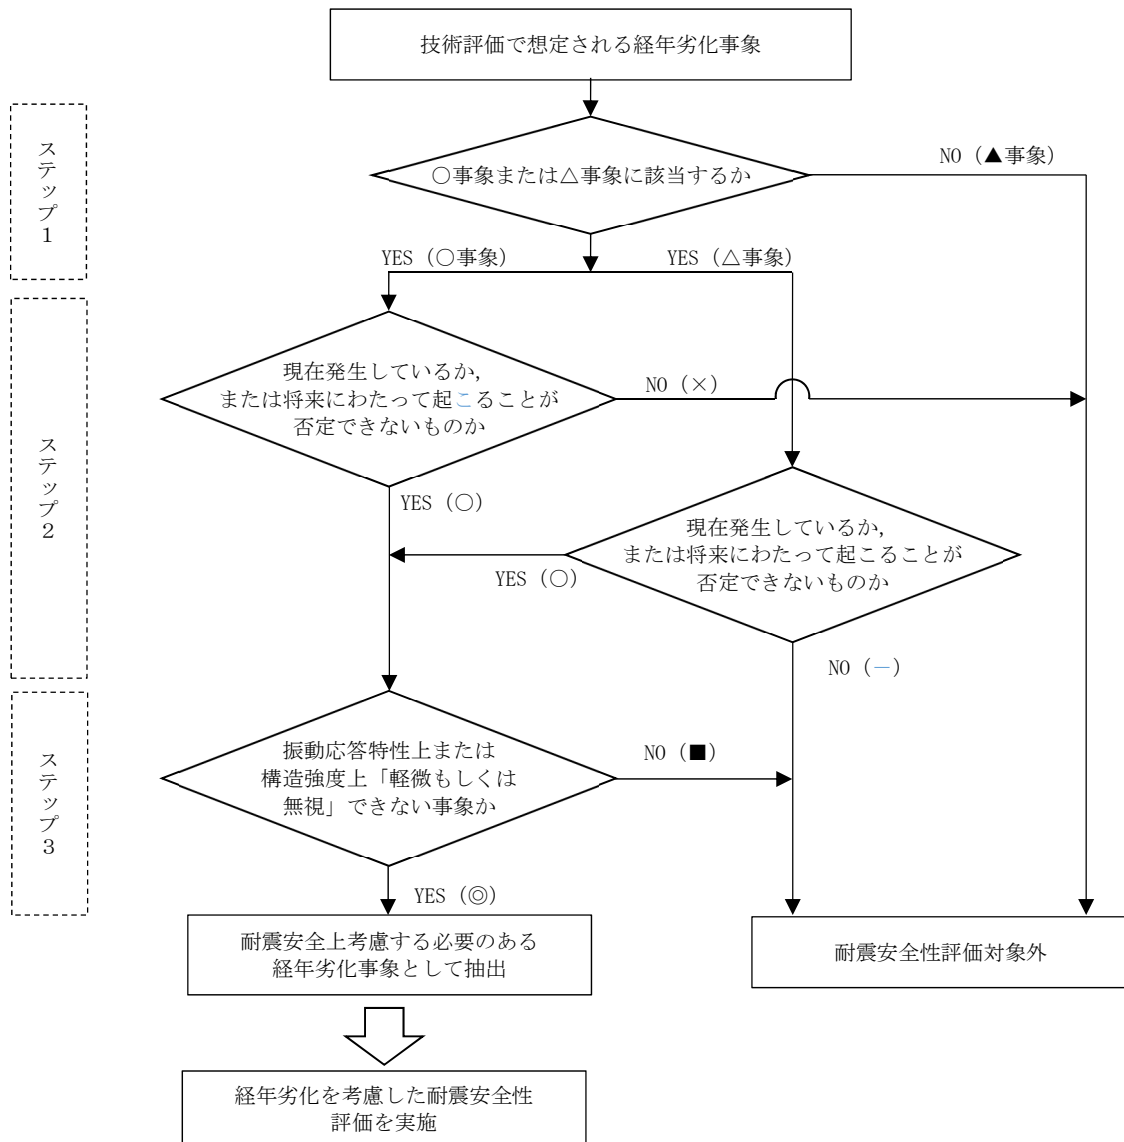 技術評価で想定される経年劣化事象
ステップ1
○事象または△事象に該当するか
NO（▲事象）
YES（○事象）
YES（△事象）
ステップ2
現在発生しているか,
または将来にわたって起こることが
否定できないものか
NO（×）
YES（○）
現在発生しているか,
または将来にわたって起こることが
否定できないものか
YES（○）
NO（－）
ステップ3
振動応答特性上または
構造強度上「軽微もしくは
無視」できない事象か
NO（■）
YES（◎）
耐震安全上考慮する必要のある
経年劣化事象として抽出
耐震安全性評価対象外
経年劣化を考慮した耐震安全性
評価を実施